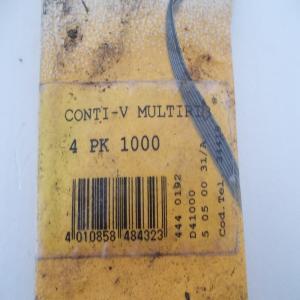 CONTI-V MULTIRIB®
4 PK 1000
4 010858 484323
444 0192
D41000
5 05 00 31/A
Cod. Tel